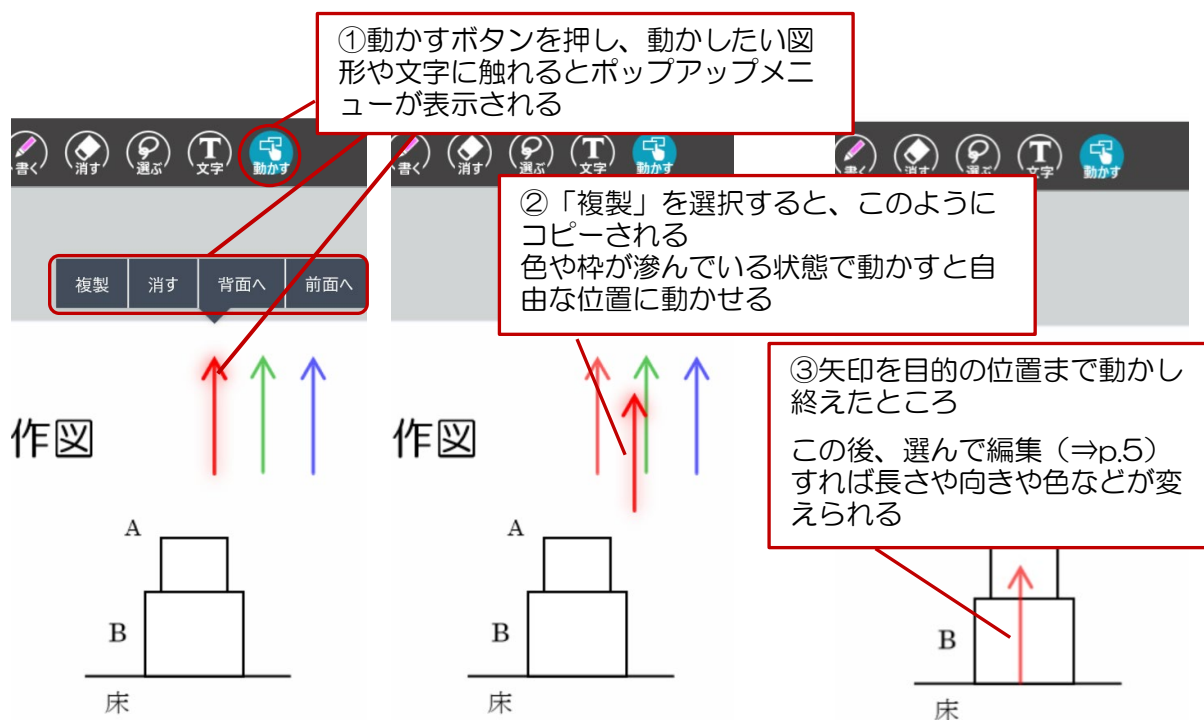 ①動かすボタンを押し、動かしたい図
形や文字に触れるとポップアップメニ
ューが表示される
書く
消す
選ぶ
T
文字
動かす
書く
消す
選ぶ
T
文字
動かす
書く
消す
選ぶ
T
文字
動かす
②「複製」を選択すると、このように
コピーされる
色や枠が滲んでいる状態で動かすと自
由な位置に動かせる
複製
消す
背面へ
前面へ
③矢印を目的の位置まで動かし
終えたところ
この後、選んで編集（⇒p.5）
すれば長さや向きや色などが変
えられる
作図
作図
A
B
床
A
B
床
B
床